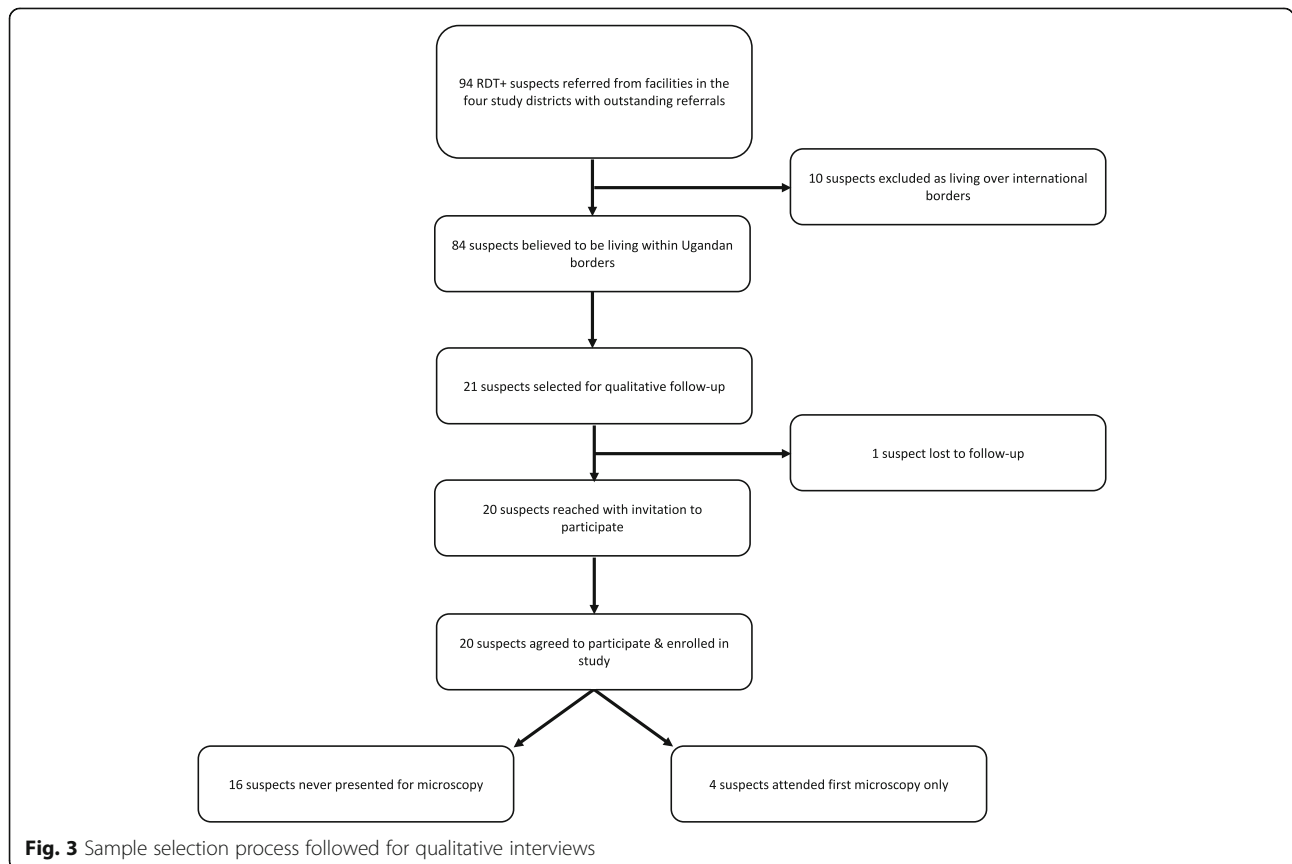 94 RDT+ suspects referred from facilities in the
four study districts with outstanding referrals
10 suspects excluded as living over international
borders
84 suspects believed to be living within Ugandan
borders
21 suspects selected for qualitative follow-up
1 suspect lost to follow-up
20 suspects reached with invitation to
participate
20 suspects agreed to participate & enrolled in
study
16 suspects never presented for microscopy
4 suspects attended first microscopy only
Fig. 3 Sample selection process followed for qualitative interviews